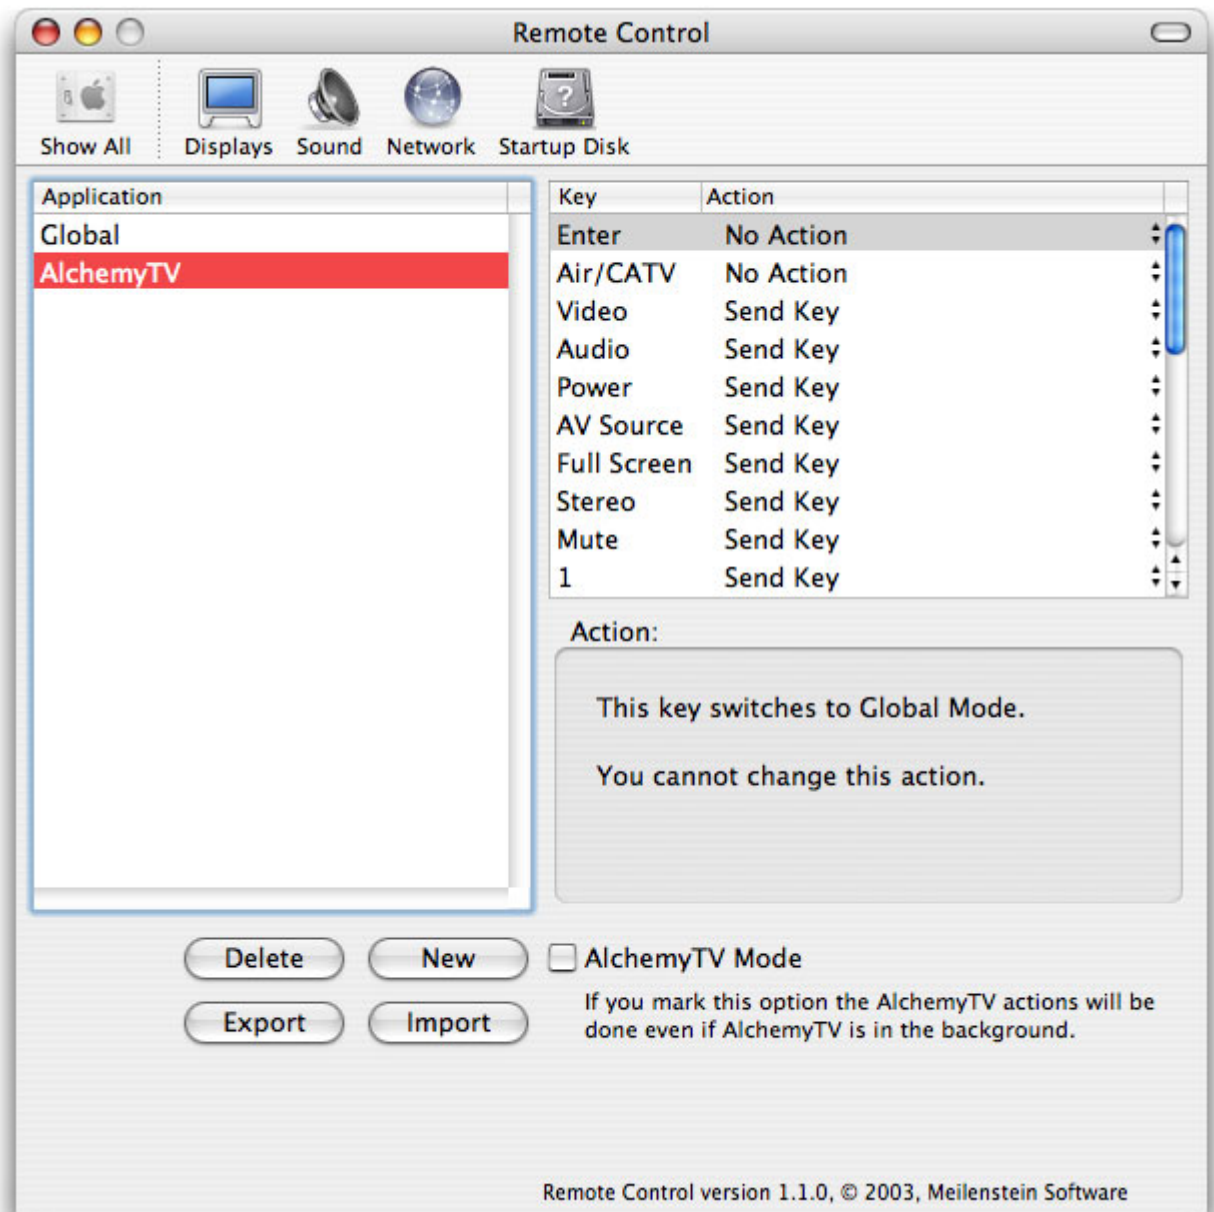 Remote Control
Show All
Displays
Sound
Network
Startup Disk
Application
Global
AlchemyTV
Key Action
Enter No Action
Air/CATV No Action
Video Send Key
Audio Send Key
Power Send Key
AV Source Send Key
Full Screen Send Key
Stereo Send Key
Mute Send Key
1 Send Key
Action:
This key switches to Global Mode.
You cannot change this action.
Delete
New
Export
Import
AlchemyTV Mode
If you mark this option the AlchemyTV actions will be
done even if AlchemyTV is in the background.
Remote Control version 1.1.0, © 2003, Meilenstein Software